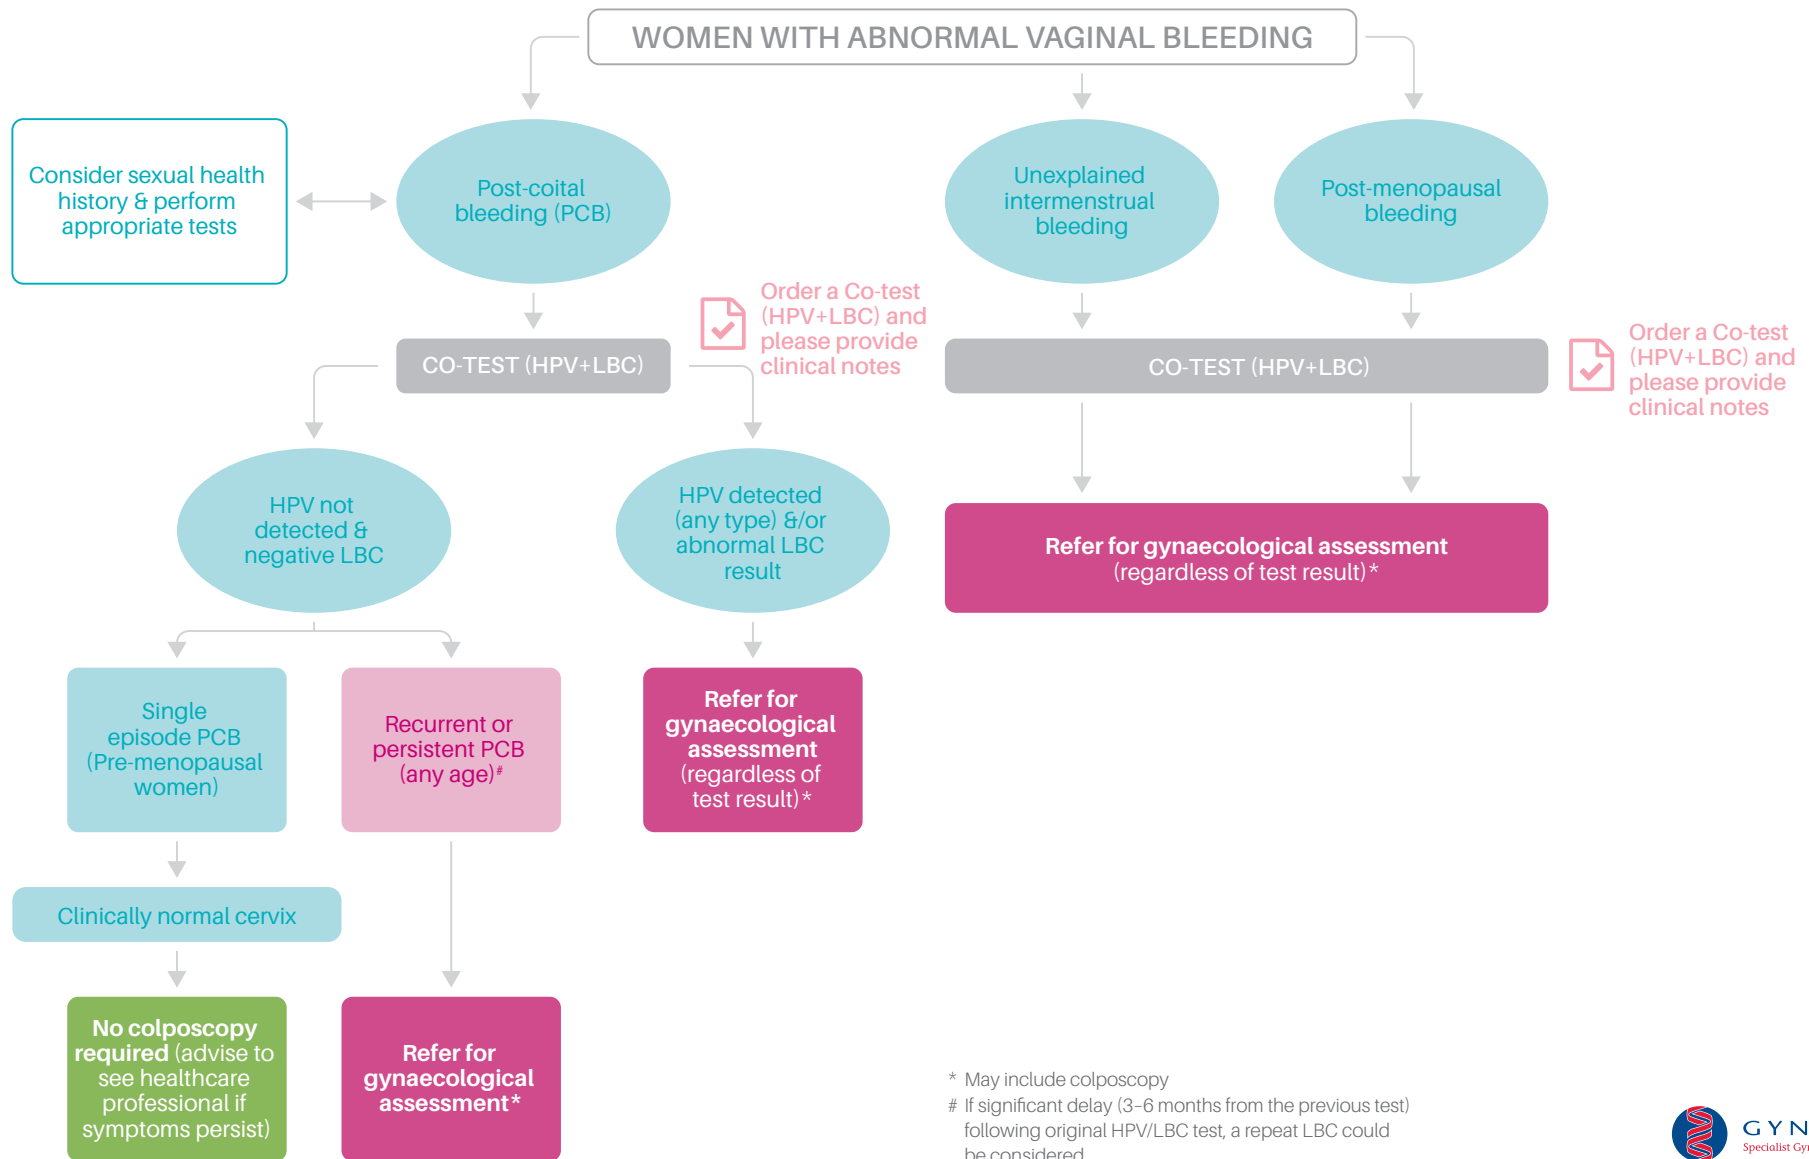 WOMEN WITH ABNORMAL VAGINAL BLEEDING
Consider sexual health
history & perform
appropriate tests
Post-coital
bleeding (PCB)
Unexplained
intermenstrual
bleeding
Post-menopausal
bleeding
Order a Co-test
(HPV+LBC) and
please provide
clinical notes
CO-TEST (HPV+LBC)
CO-TEST (HPV+LBC)
Order a Co-test
(HPV+LBC) and
please provide
clinical notes
HPV not
detected &
negative LBC
HPV detected
(any type) &/or
abnormal LBC
result
Refer for gynaecological assessment
(regardless of test result)*
Single
episode PCB
(Pre-menopausal
women)
Recurrent or
persistent PCB
(any age)#
Refer for
gynaecological
assessment
(regardless of
test result)*
Clinically normal cervix
No colposcopy
required (advise to
see healthcare
professional if
symptoms persist)
Refer for
gynaecological
assessment*
* May include colposcopy
# If significant delay (3–6 months from the previous test)
following original HPV/LBC test, a repeat LBC could
be considered
GYN
Specialist Gyn